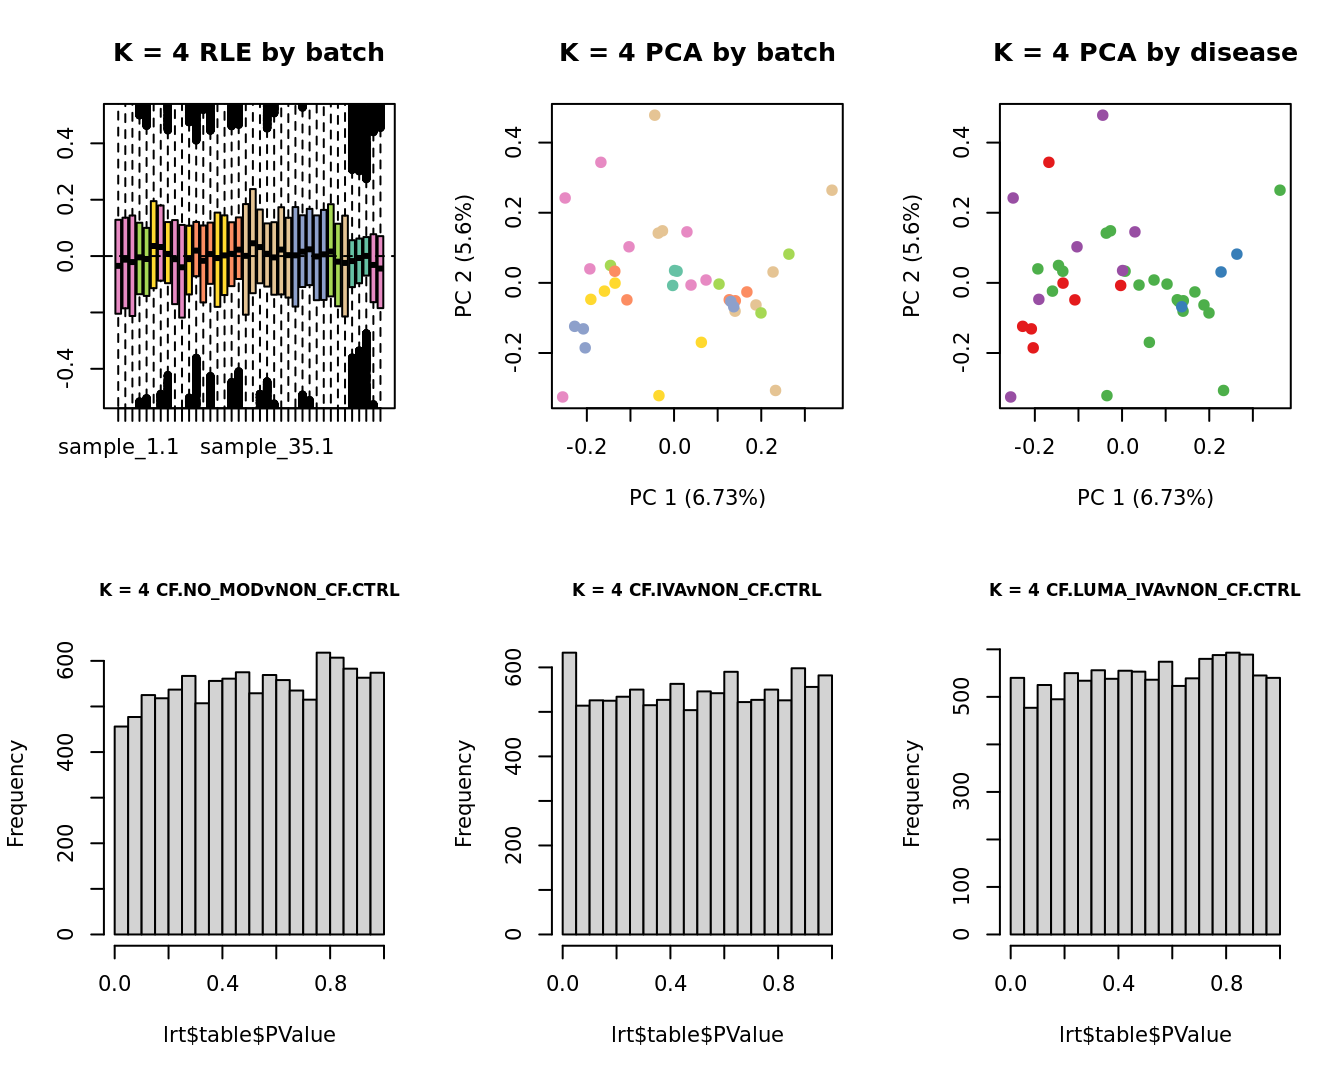 K = 4 RLE by batch
0.4
0.2
0.0
-0.4
sample_1.1 sample_35.1
K = 4 PCA by batch
PC 2 (5.6%)
0.4
0.2
0.0
-0.2
-0.2 0.0 0.2
PC 1 (6.73%)
K = 4 PCA by disease
PC 2 (5.6%)
0.4
0.2
0.0
-0.2
-0.2 0.0 0.2
PC 1 (6.73%)
K = 4 CF.NO_MODvNON_CF.CTRL
Frequency
600
400
200
0
0.0 0.4 0.8
lrt$table$PValue
K = 4 CF.IVAvNON_CF.CTRL
Frequency
600
400
200
0
0.0 0.4 0.8
lrt$table$PValue
K = 4 CF.LUMA_IVAvNON_CF.CTRL
Frequency
500
300
100
0
0.0 0.4 0.8
lrt$table$PValue